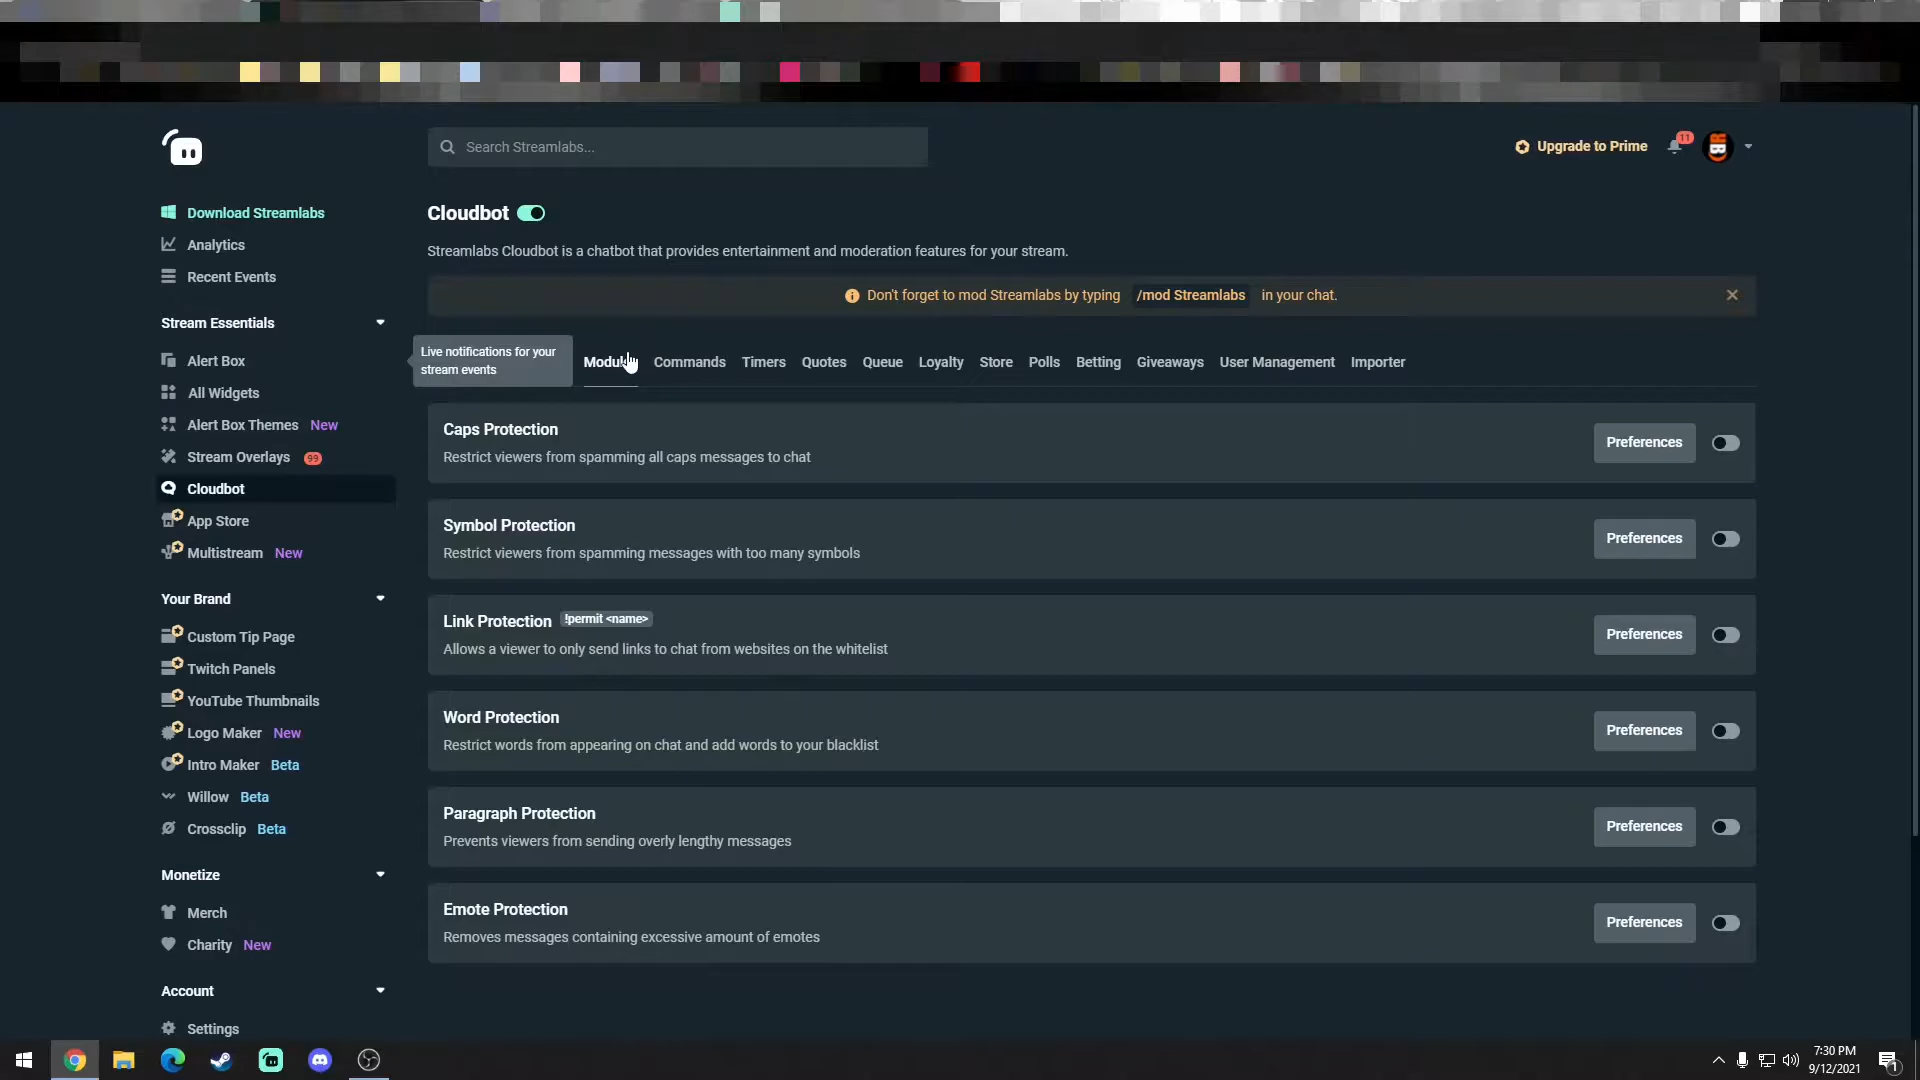 Search Streamlabs...
Upgrade to Prime
11
Download Streamlabs
Analytics
Recent Events
Stream Essentials
Alert Box
All Widgets
Alert Box Themes New
Stream Overlays 99
Cloudbot
App Store
Multistream New
Your Brand
Custom Tip Page
Twitch Panels
YouTube Thumbnails
Logo Maker New
Intro Maker Beta
Willow Beta
Crossclip Beta
Monetize
Merch
Charity New
Account
Settings
Cloudbot
Streamlabs Cloudbot is a chatbot that provides entertainment and moderation features for your stream.
Don't forget to mod Streamlabs by typing /mod Streamlabs in your chat.
Live notifications for your
stream events
Commands Timers Quotes Queue Loyalty Store Polls Betting Giveaways User Management Importer
Caps Protection
Restrict viewers from spamming all caps messages to chat
Preferences
Symbol Protection
Restrict viewers from spamming messages with too many symbols
Preferences
Link Protection !permit <name>
Allows a viewer to only send links to chat from websites on the whitelist
Preferences
Word Protection
Restrict words from appearing on chat and add words to your blacklist
Preferences
Paragraph Protection
Prevents viewers from sending overly lengthy messages
Preferences
Emote Protection
Removes messages containing excessive amount of emotes
Preferences
7:30 PM
9/12/2021
1